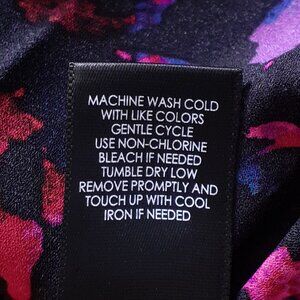 MACHINE WASH COLD
WITH LIKE COLORS
GENTLE CYCLE
USE NON-CHLORINE
BLEACH IF NEEDED
TUMBLE DRY LOW
REMOVE PROMPTLY AND
TOUCH UP WITH COOL
IRON IF NEEDED